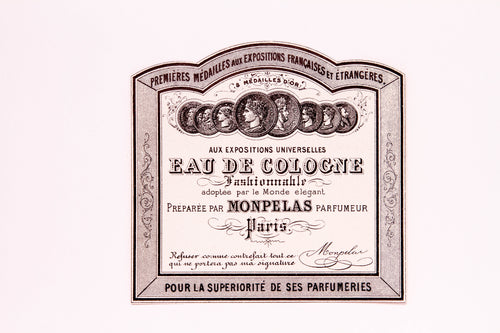 PREMIÈRES MÉDAILLES AUX EXPOSITIONS FRANÇAISES ET ÉTRANGÈRES,
8 MÉDAILLES D'OR
AUX EXPOSITIONS UNIVERSELLES
EAU DE COLOGNE
Fashionnable
adoptée par le Monde élégant
PREPARÉE PAR MONPELAS PARFUMEUR
Paris.
Refuser comme contrefait tout ce
qui ne portera pas ma signature
Monpelas
POUR LA SUPERIORITÉ DE SES PARFUMERIES